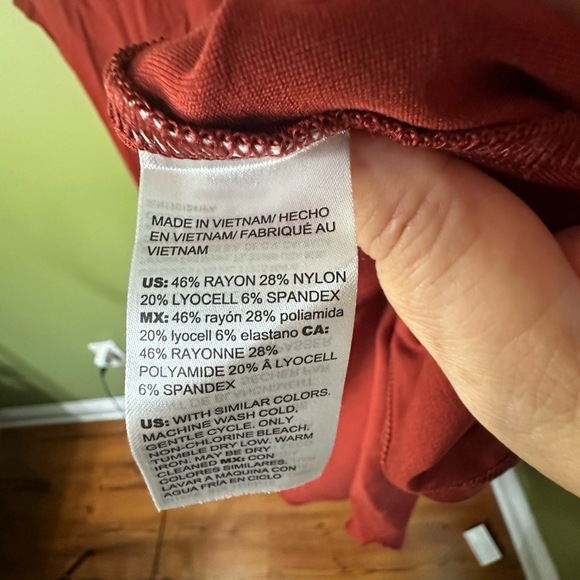 MADE IN VIETNAM/ HECHO
EN VIETNAM/ FABRIQUÉ AU
VIETNAM
US: 46% RAYON 28% NYLON
20% LYOCELL 6% SPANDEX
MX: 46% rayón 28% poliamida
20% lyocell 6% elastano CA:
46% RAYONNE 28%
POLYAMIDE 20% Â LYOCELL
6% SPANDEX
US: WITH SIMILAR COLORS.
MACHINE WASH COLD,
GENTLE CYCLE. ONLY
NON-CHLORINE BLEACH.
TUMBLE DRY LOW. WARM
IRON. MAY BE DRY
CLEANED MX: CON
COLORES SIMILARES.
LAVAR A MÁQUINA CON
AGUA FRÍA EN CICLO